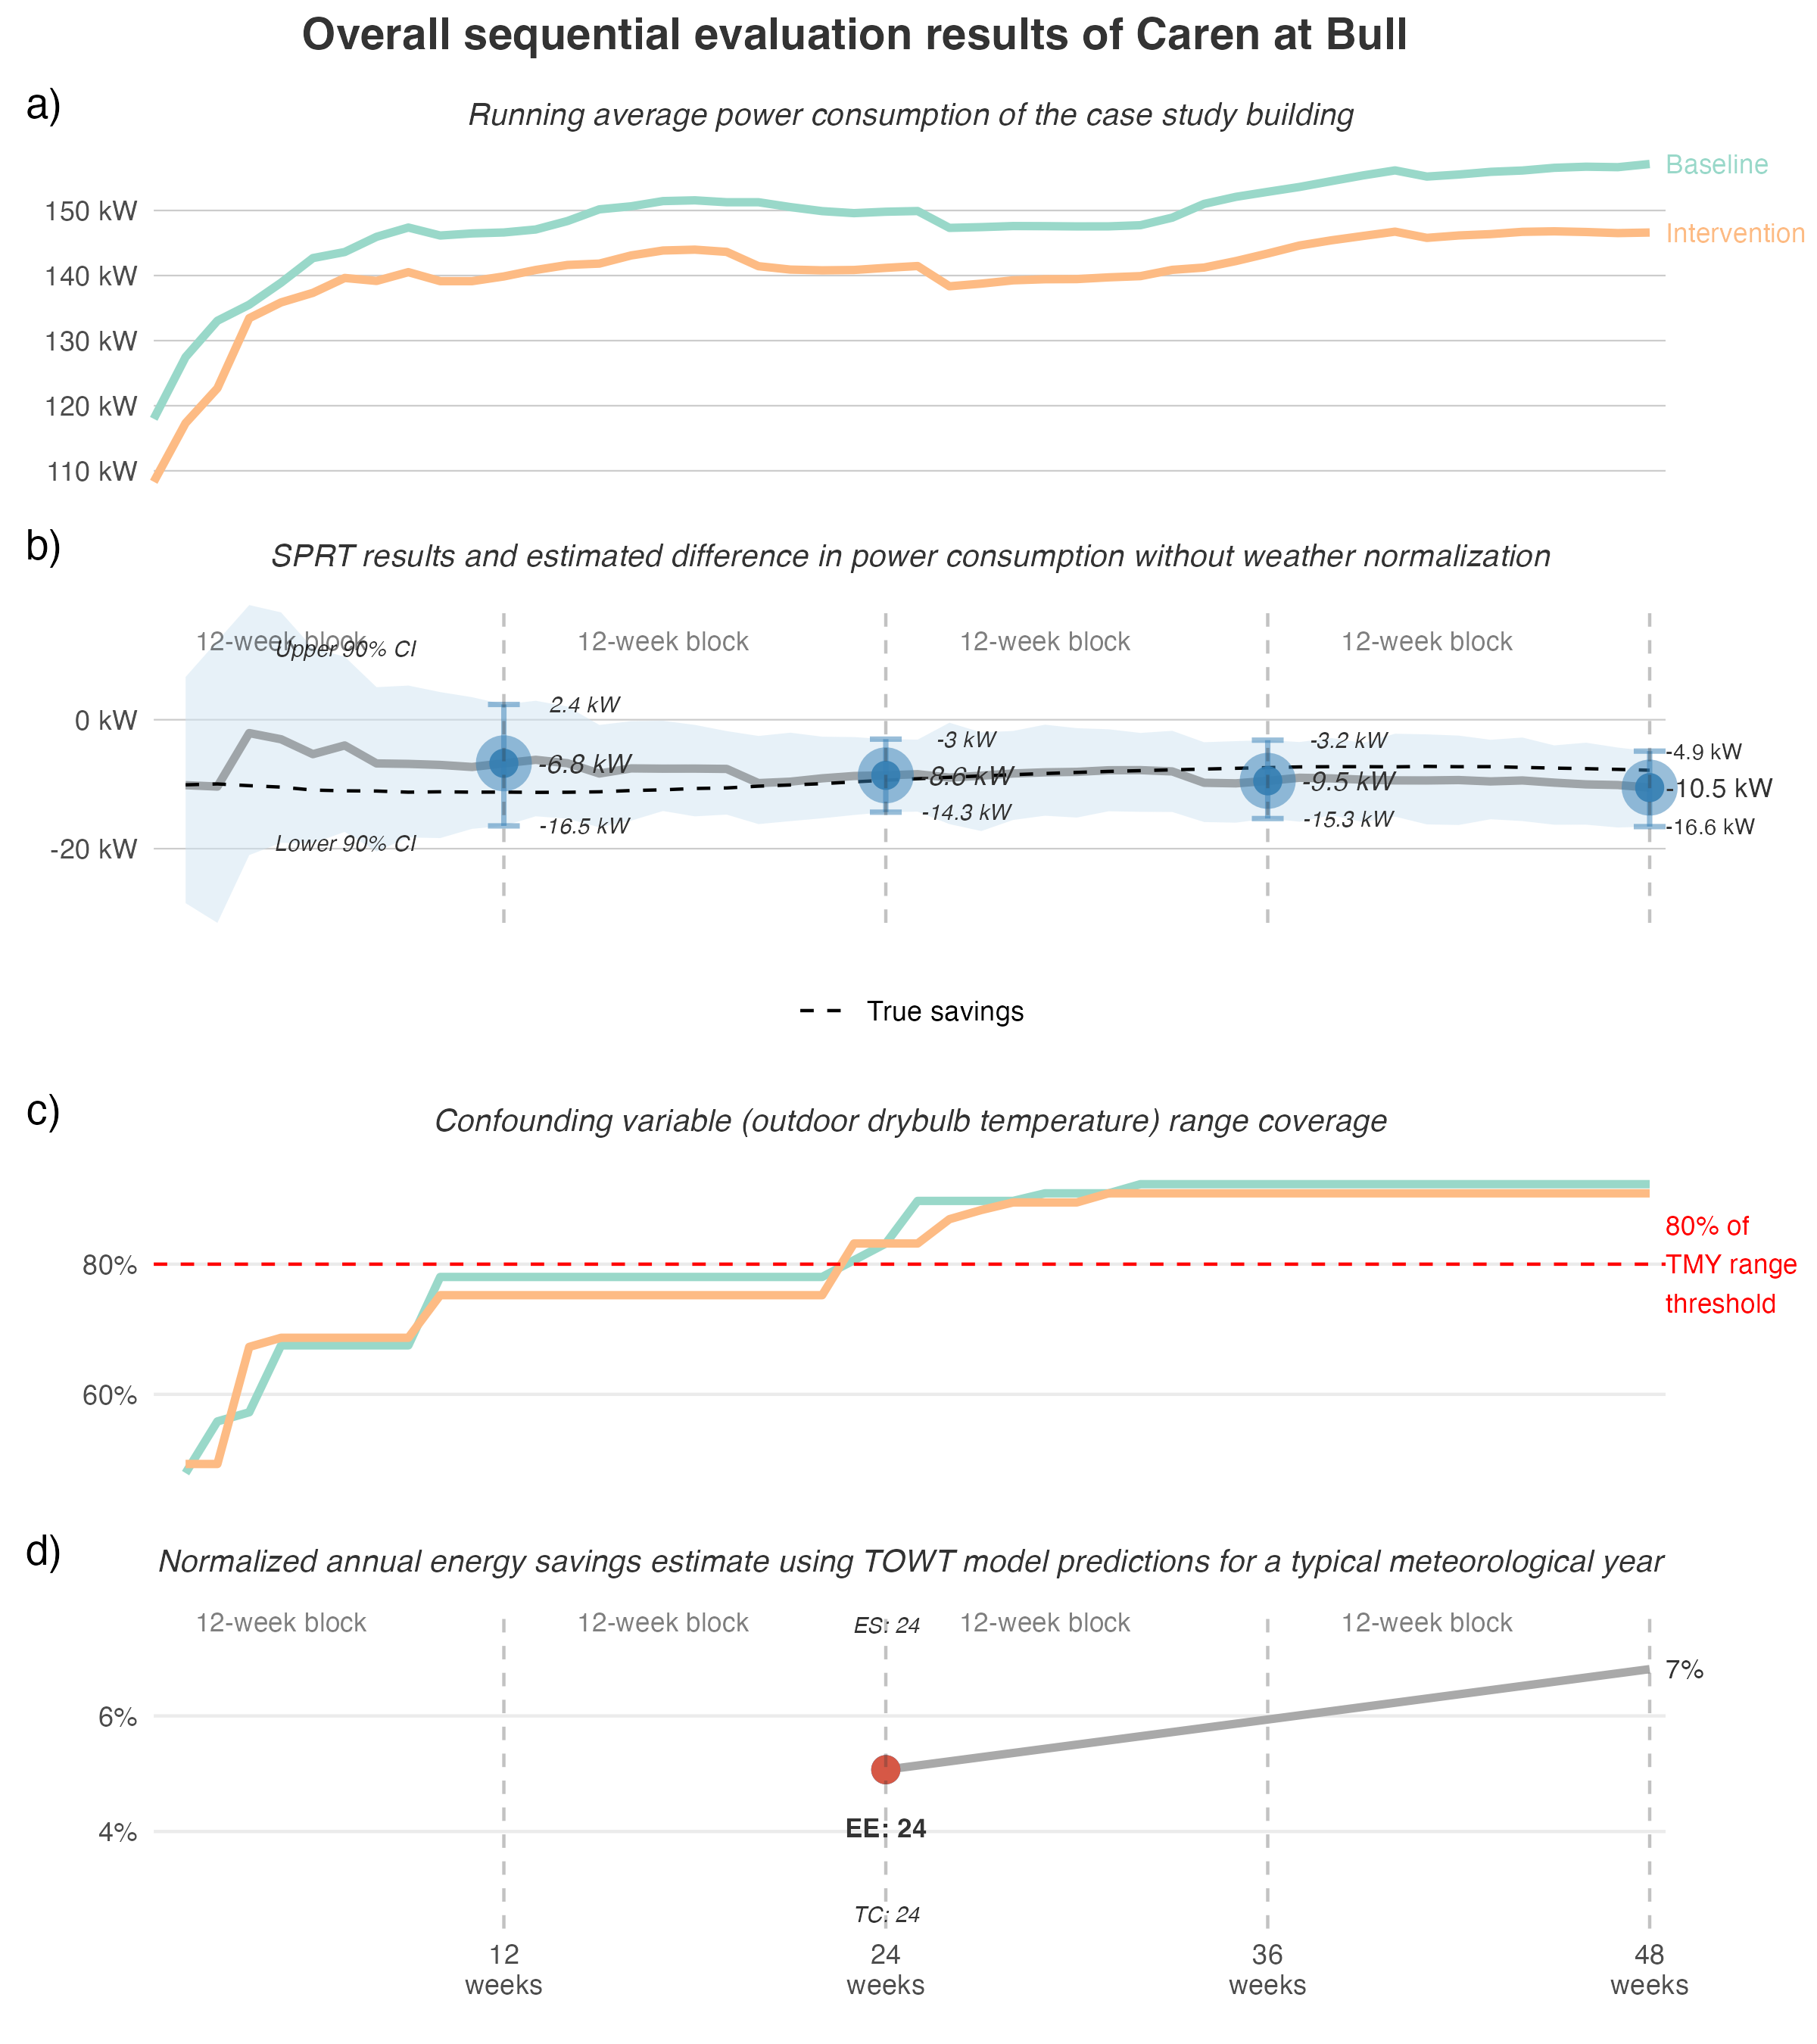 Overall sequential evaluation results of Caren at Bull
a)
Running average power consumption of the case study building
Baseline
150 kW
Intervention
140 kW
130 kW
120 kW
110 kW
b)
SPRT results and estimated difference in power consumption without weather normalization
12-week block
12-week block
12-week block
12-week block
Upper 90% CI
2.4 kW
0 kW
-3 kW
-3.2 kW
-4.9 kW
-6.8 kW
-8.6 kW
-9.5 kW
-10.5 kW
-14.3 kW
-15.3 kW
-16.5 kW
-16.6 kW
Lower 90% CI
-20 kW
True savings
c)
Confounding variable (outdoor drybulb temperature) range coverage
80% of
TMY range
threshold
80%
60%
d)
Normalized annual energy savings estimate using TOWT model predictions for a typical meteorological year
12-week block
12-week block
ES: 24
12-week block
12-week block
7%
6%
4%
EE: 24
TC: 24
12
weeks
24
weeks
36
weeks
48
weeks